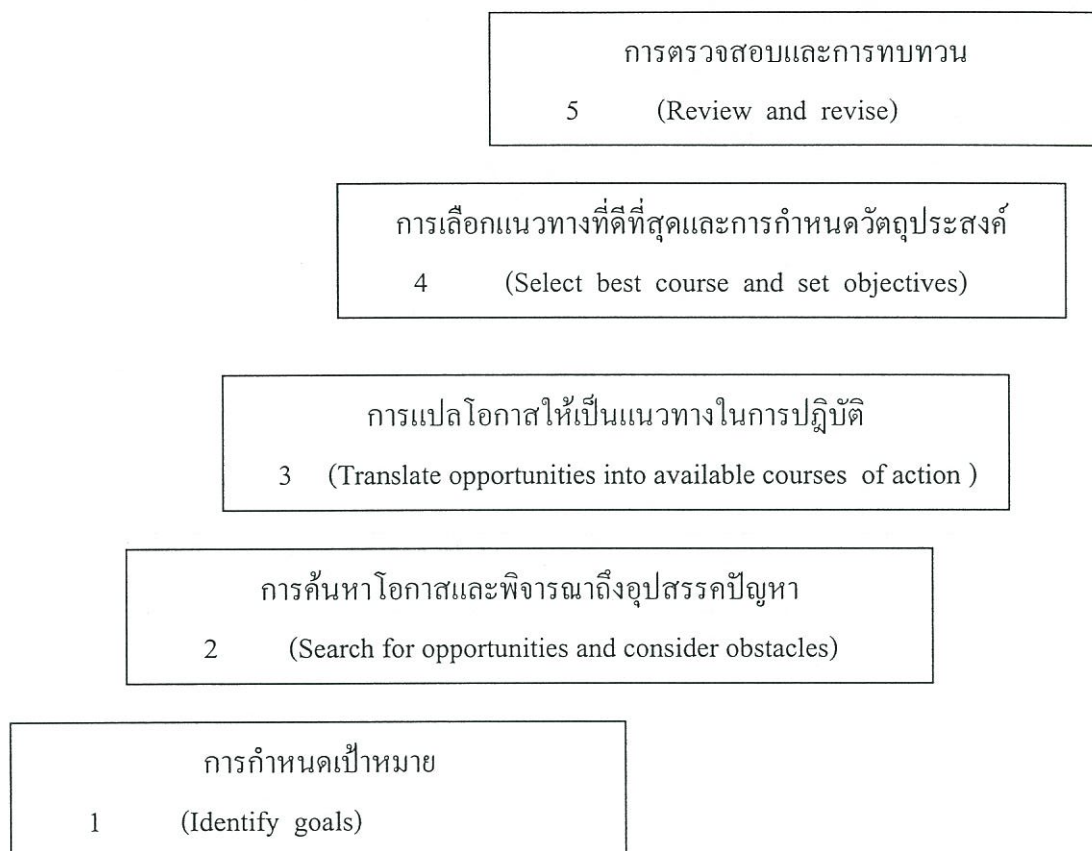 การตรวจสอบและการทบทวน
5 (Review and revise)
การเลือกแนวทางที่ดีที่สุดและการกำหนดวัตถุประสงค์
4 (Select best course and set objectives)
การแปลโอกาสให้เป็นแนวทางในการปฏิบัติ
3 (Translate opportunities into available courses of action )
การค้นหาโอกาสและพิจารณาถึงอุปสรรคปัญหา
2 (Search for opportunities and consider obstacles)
การกำหนดเป้าหมาย
1 (Identify goals)